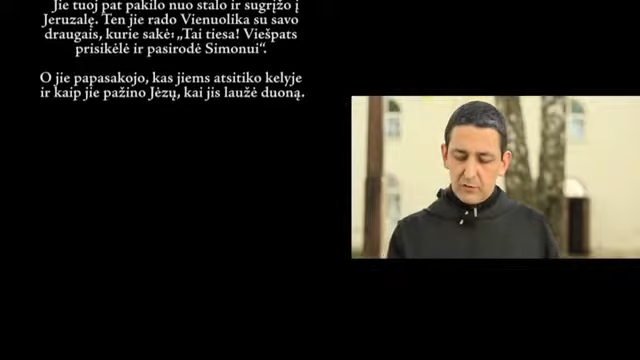 Jie tuoj pat pakilo nuo stalo ir sugrįžo į
Jeruzalę. Ten jie rado Vienuolika su savo
draugais, kurie sakė: „Tai tiesa! Viešpats
prisikėlė ir pasirodė Simonui“.
O jie papasakojo, kas jiems atsitiko kelyje
ir kaip jie pažino Jėzų, kai jis laužė duoną.